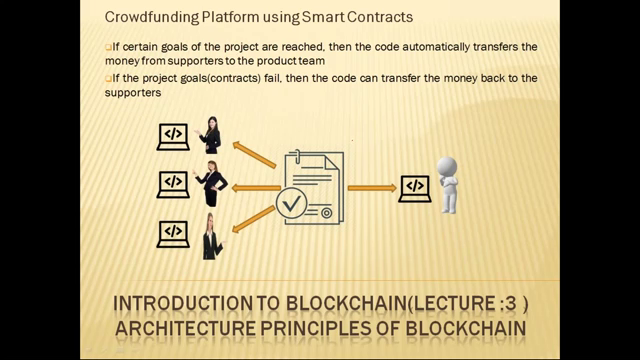 Crowdfunding Platform using Smart Contracts
❑If certain goals of the project are reached, then the code automatically transfers the
money from supporters to the product team
❑If the project goals(contracts) fail, then the code can transfer the money back to the
supporters
</>
</>
</>
</>
INTRODUCTION TO BLOCKCHAIN(LECTURE :3 )
ARCHITECTURE PRINCIPLES OF BLOCKCHAIN